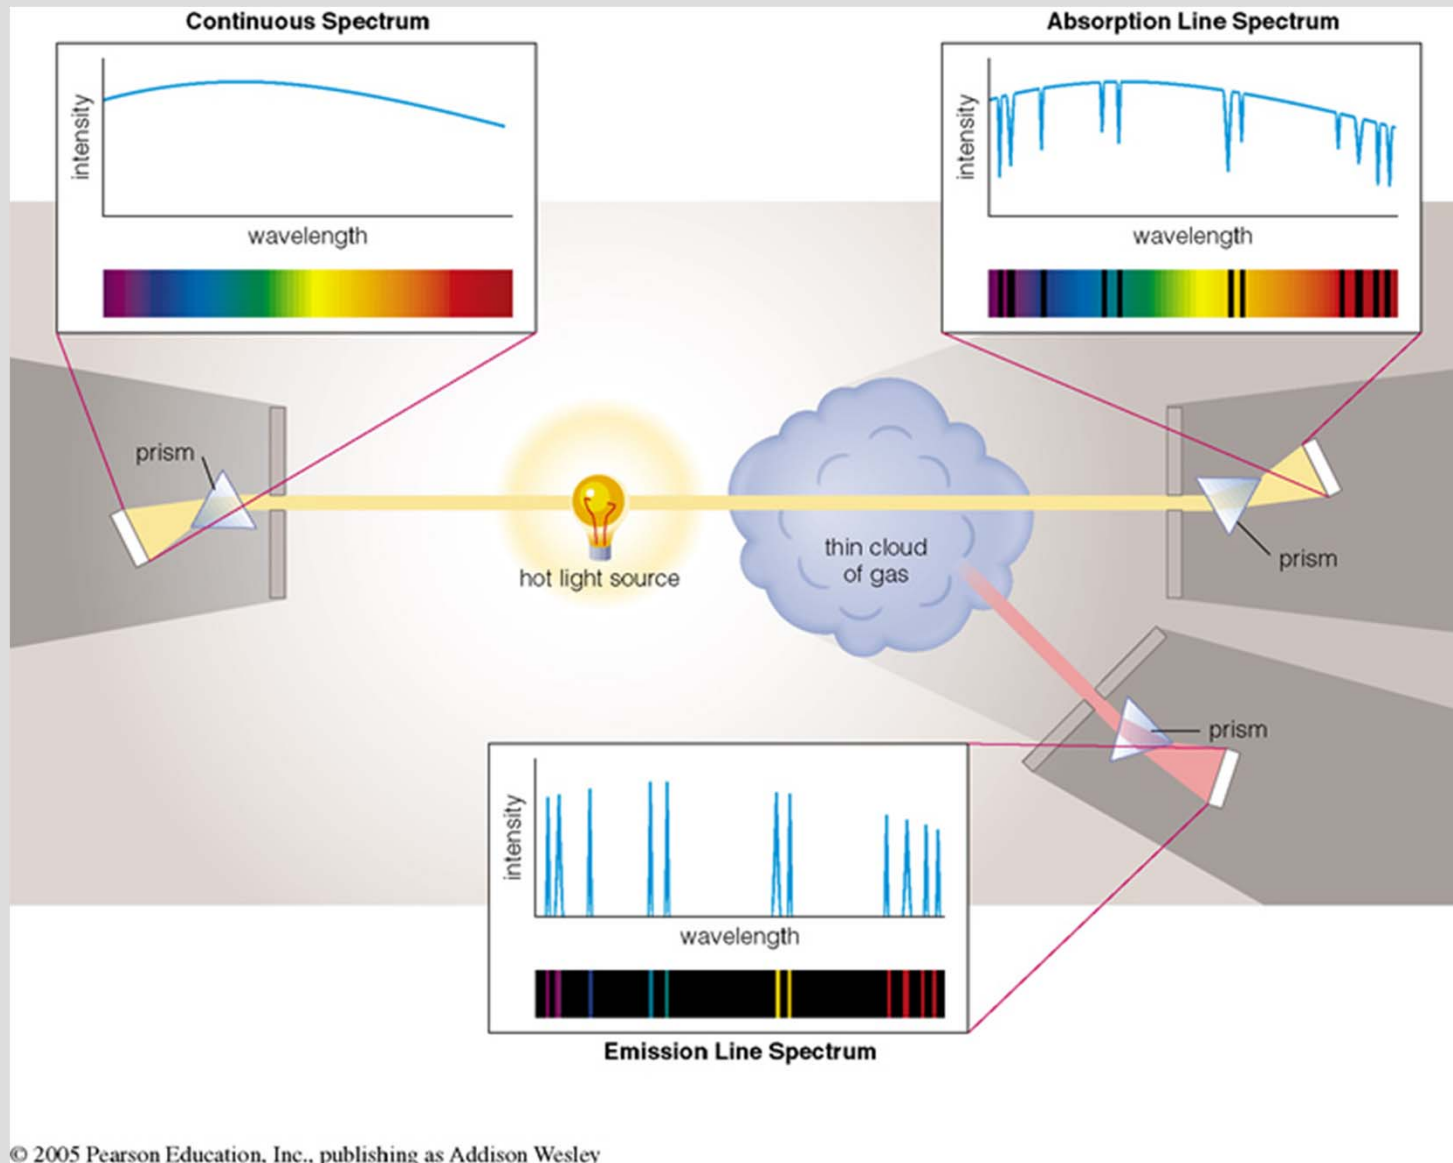 Continuous Spectrum
intensity
wavelength
Absorption Line Spectrum
intensity
wavelength
prism
hot light source
thin cloud
of gas
prism
prism
intensity
wavelength
Emission Line Spectrum
© 2005 Pearson Education, Inc., publishing as Addison Wesley